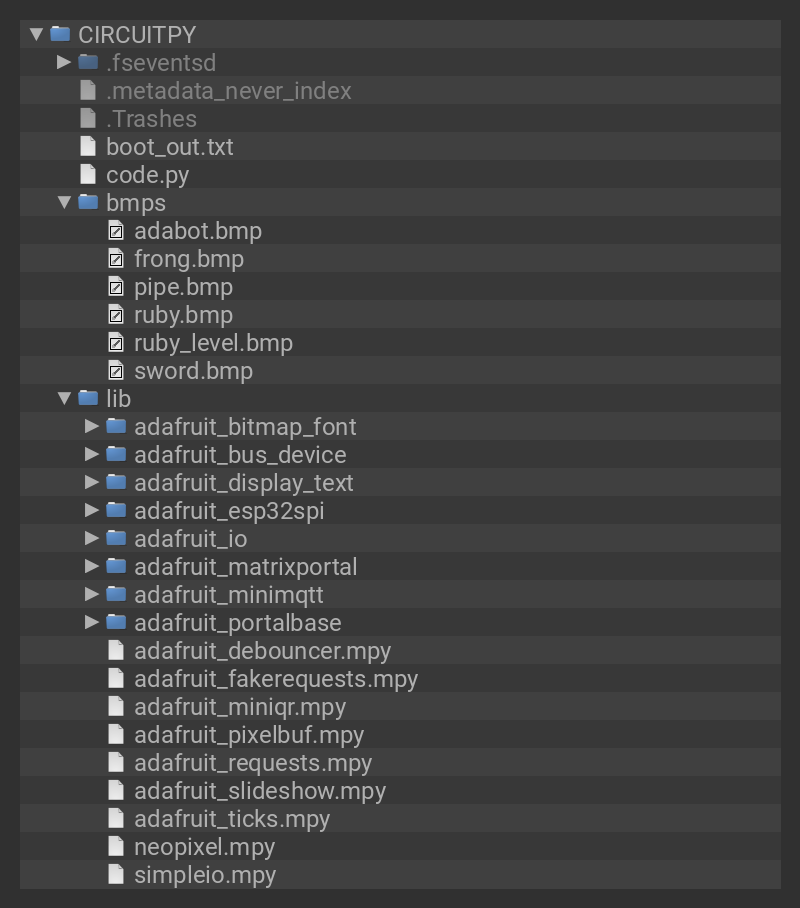 CIRCUITPY
.fseventsd
.metadata_never_index
.Trashes
boot_out.txt
code.py
bmps
adabot.bmp
frong.bmp
pipe.bmp
ruby.bmp
ruby_level.bmp
sword.bmp
lib
adafruit_bitmap_font
adafruit_bus_device
adafruit_display_text
adafruit_esp32spi
adafruit_io
adafruit_matrixportal
adafruit_minimqtt
adafruit_portalbase
adafruit_debouncer.mpy
adafruit_fakerequests.mpy
adafruit_miniqr.mpy
adafruit_pixelbuf.mpy
adafruit_requests.mpy
adafruit_slideshow.mpy
adafruit_ticks.mpy
neopixel.mpy
simpleio.mpy